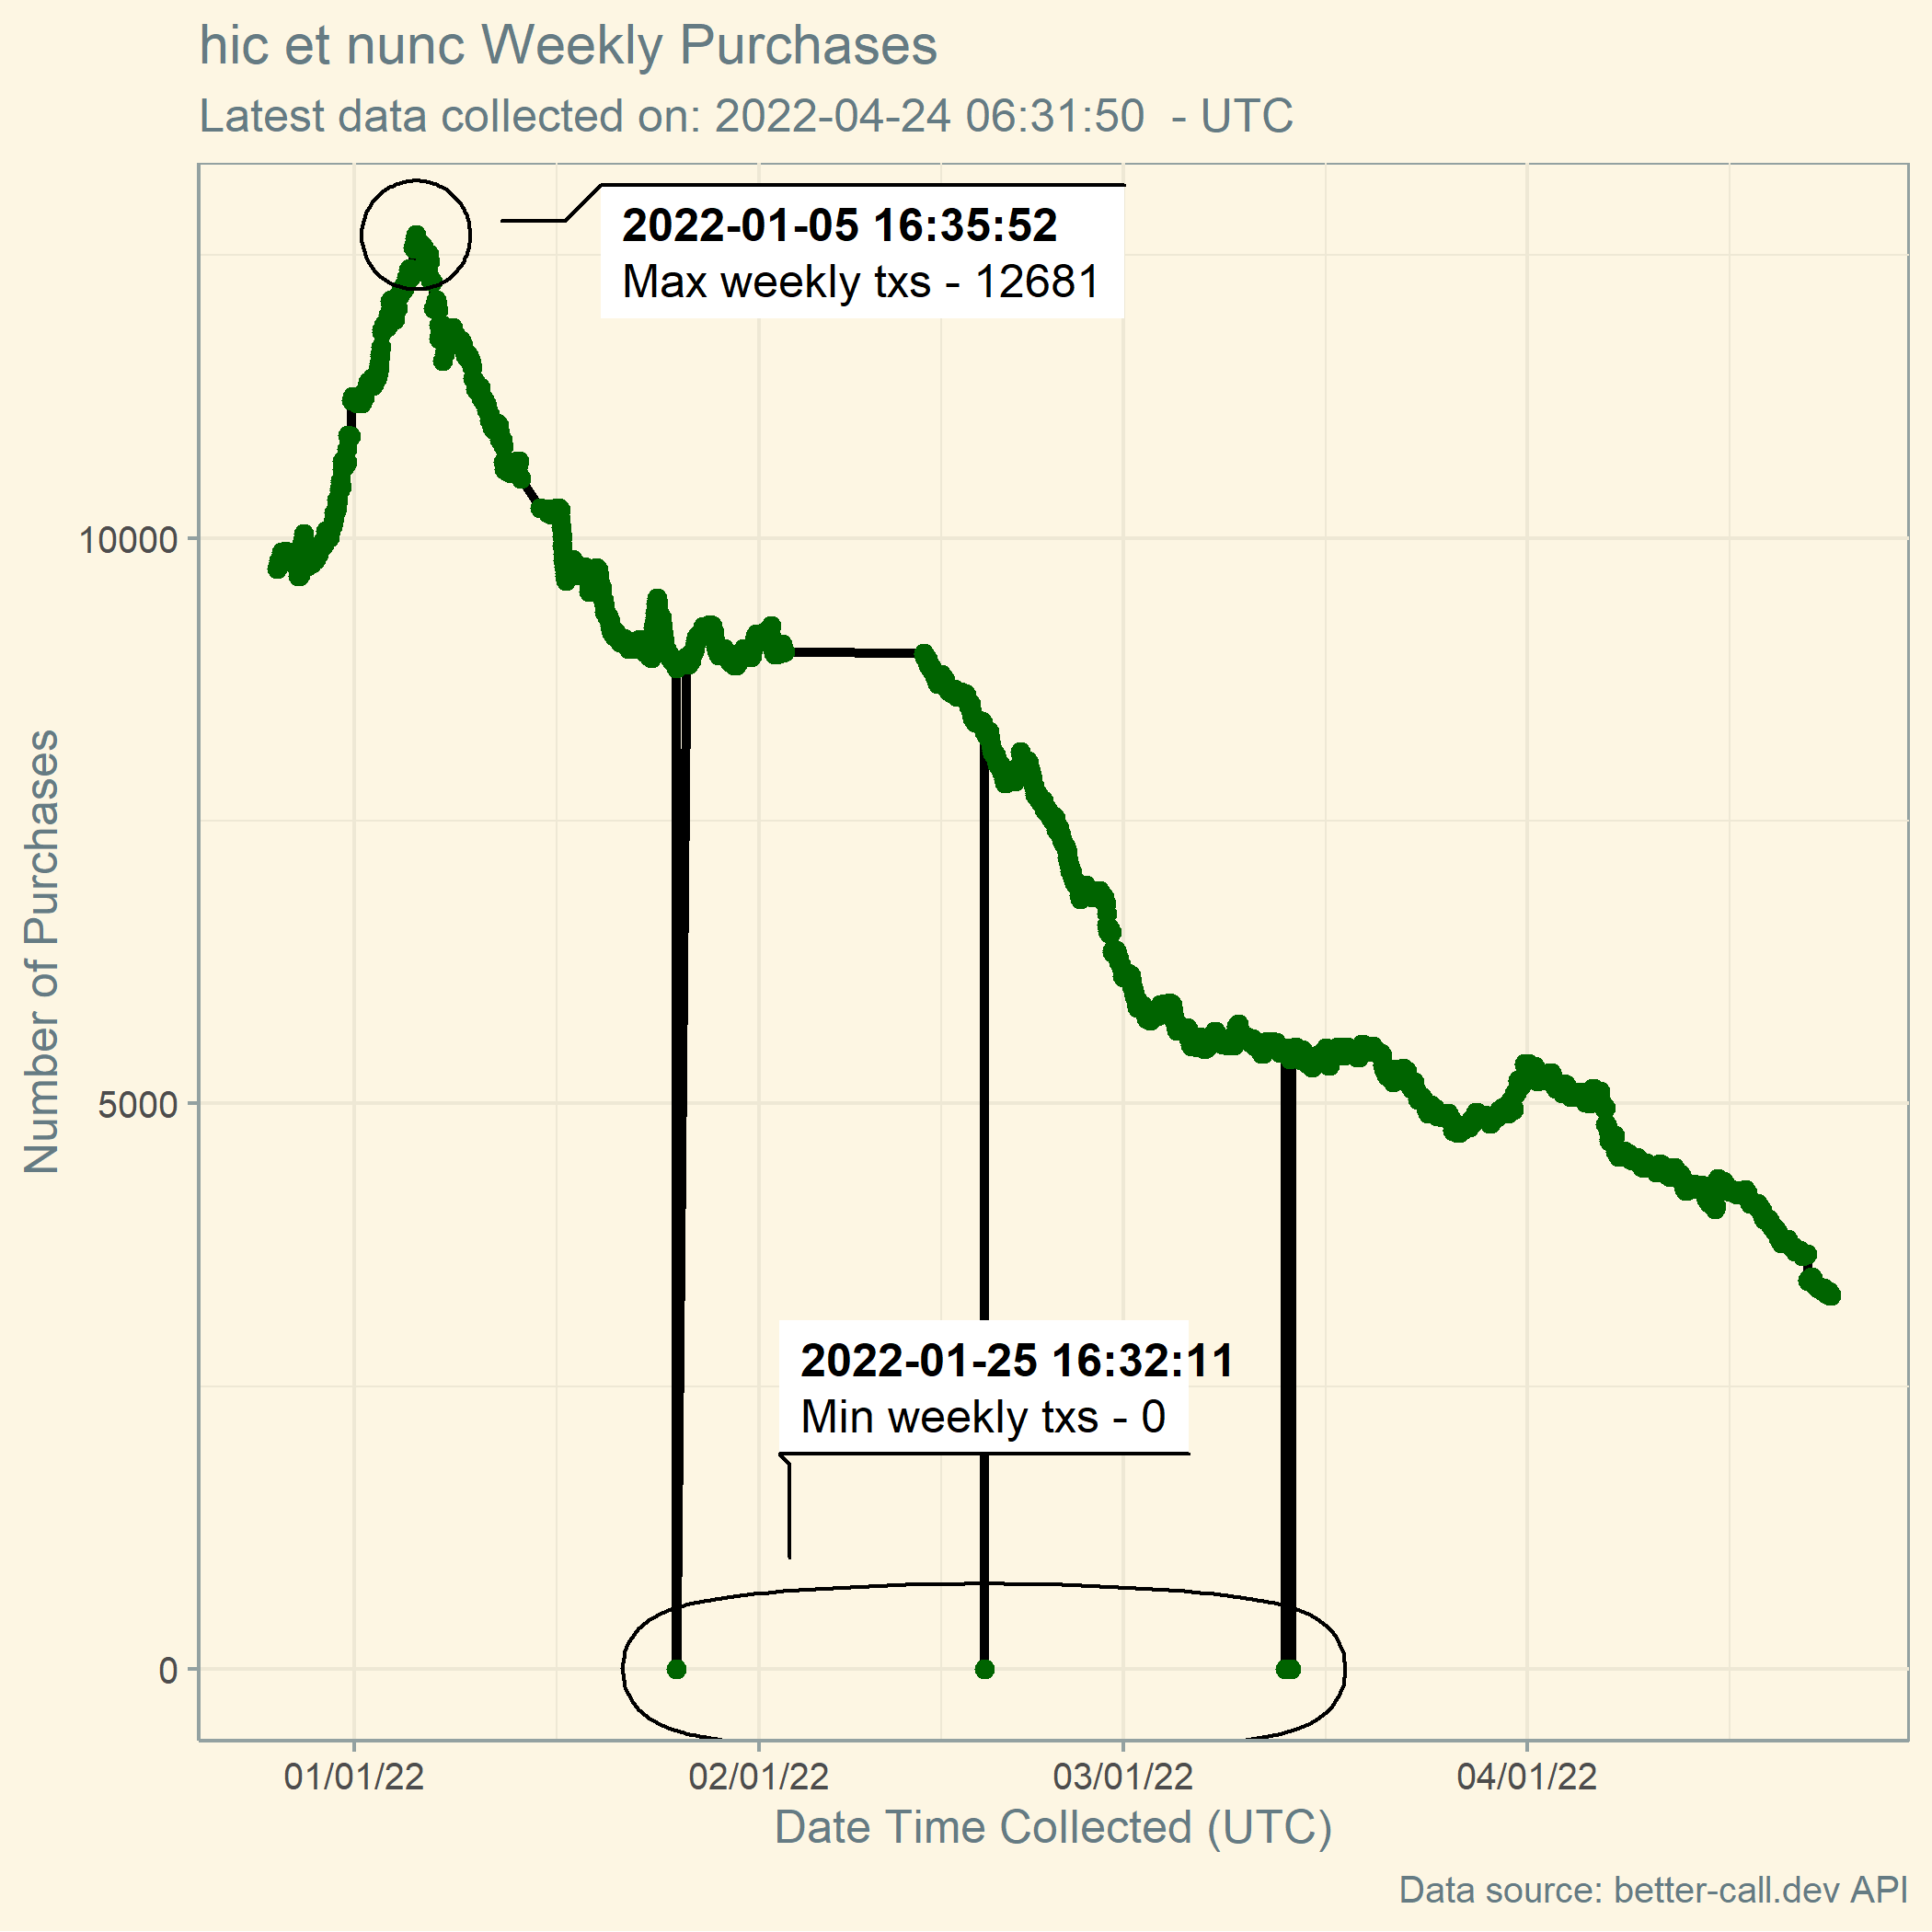 hic et nunc Weekly Purchases
Latest data collected on: 2022-04-24 06:31:50  - UTC
2022-01-05 16:35:52
Max weekly txs - 12681
10000
Number of Purchases
5000
2022-01-25 16:32:11
Min weekly txs - 0
0
01/01/22 02/01/22 03/01/22 04/01/22
Date Time Collected (UTC)
Data source: better-call.dev API